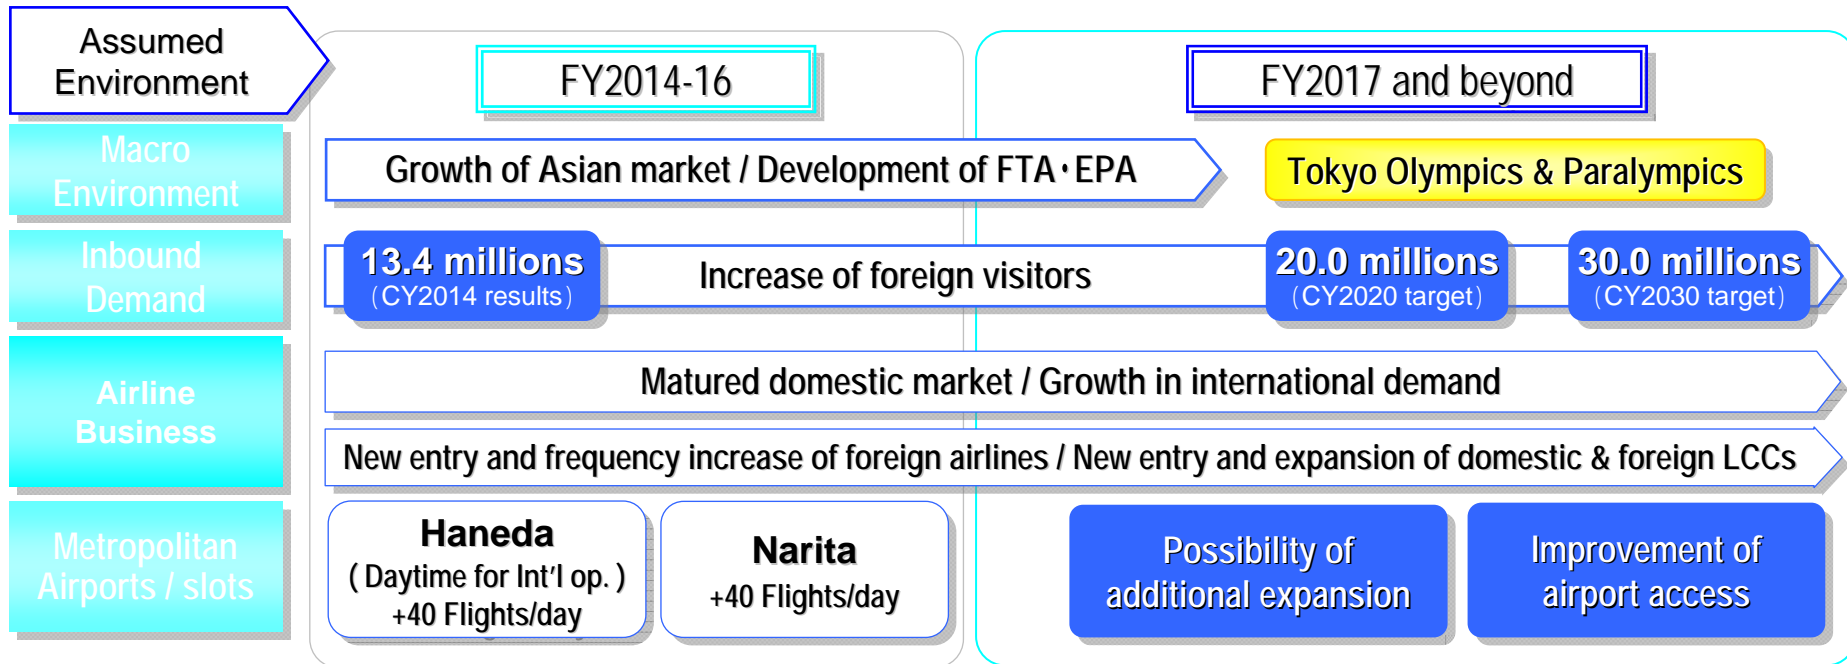 Assumed
Environment
FY2014-16
FY2017 and beyond
Macro
Environment
Growth of Asian market / Development of FTA・EPA
Tokyo Olympics & Paralympics
Inbound
Demand
13.4 millions
(CY2014 results)
Increase of foreign visitors
20.0 millions
(CY2020 target)
30.0 millions
(CY2030 target)
Airline
Business
Matured domestic market / Growth in international demand
New entry and frequency increase of foreign airlines / New entry and expansion of domestic & foreign LCCs
Metropolitan
Airports / slots
Haneda
( Daytime for Int'l op. )
+40 Flights/day
Narita
+40 Flights/day
Possibility of
additional expansion
Improvement of
airport access